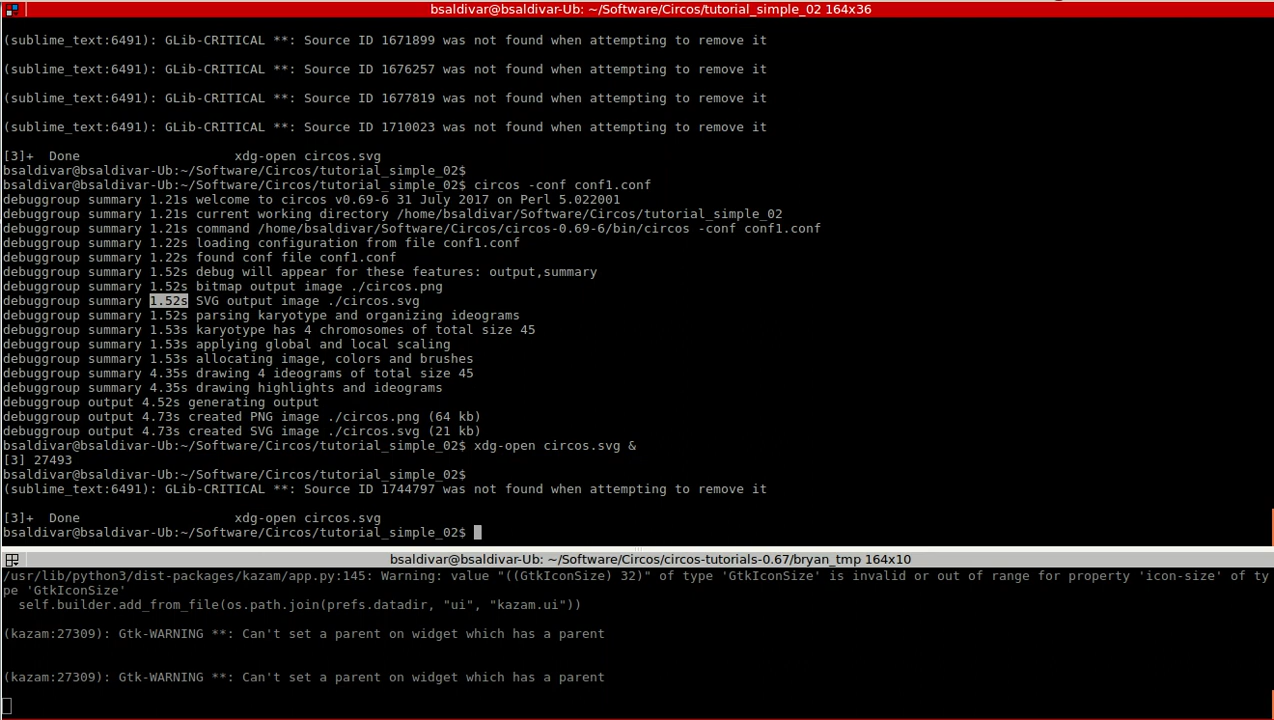 bsaldivar@bsaldivar-Ub: ~/Software/Circos/tutorial_simple_02 164x36
(sublime_text:6491): GLib-CRITICAL **: Source ID 1671899 was not found when attempting to remove it
(sublime_text:6491): GLib-CRITICAL **: Source ID 1676257 was not found when attempting to remove it
(sublime_text:6491): GLib-CRITICAL **: Source ID 1677819 was not found when attempting to remove it
(sublime_text:6491): GLib-CRITICAL **: Source ID 1710023 was not found when attempting to remove it
[3]+  Done                    xdg-open circos.svg
bsaldivar@bsaldivar-Ub:~/Software/Circos/tutorial_simple_02$
bsaldivar@bsaldivar-Ub:~/Software/Circos/tutorial_simple_02$ circos -conf conf1.conf
debuggroup summary 1.21s welcome to circos v0.69-6 31 July 2017 on Perl 5.022001
debuggroup summary 1.21s current working directory /home/bsaldivar/Software/Circos/tutorial_simple_02
debuggroup summary 1.21s command /home/bsaldivar/Software/Circos/circos-0.69-6/bin/circos -conf conf1.conf
debuggroup summary 1.22s loading configuration from file conf1.conf
debuggroup summary 1.22s found conf file conf1.conf
debuggroup summary 1.52s debug will appear for these features: output,summary
debuggroup summary 1.52s bitmap output image ./circos.png
debuggroup summary 1.52s SVG output image ./circos.svg
debuggroup summary 1.52s parsing karyotype and organizing ideograms
debuggroup summary 1.53s karyotype has 4 chromosomes of total size 45
debuggroup summary 1.53s applying global and local scaling
debuggroup summary 1.53s allocating image, colors and brushes
debuggroup summary 4.35s drawing 4 ideograms of total size 45
debuggroup summary 4.35s drawing highlights and ideograms
debuggroup output 4.52s generating output
debuggroup output 4.73s created PNG image ./circos.png (64 kb)
debuggroup output 4.73s created SVG image ./circos.svg (21 kb)
bsaldivar@bsaldivar-Ub:~/Software/Circos/tutorial_simple_02$ xdg-open circos.svg &
[3] 27493
bsaldivar@bsaldivar-Ub:~/Software/Circos/tutorial_simple_02$
(sublime_text:6491): GLib-CRITICAL **: Source ID 1744797 was not found when attempting to remove it
[3]+  Done                    xdg-open circos.svg
bsaldivar@bsaldivar-Ub:~/Software/Circos/tutorial_simple_02$
bsaldivar@bsaldivar-Ub: ~/Software/Circos/circos-tutorials-0.67/bryan_tmp 164x10
/usr/lib/python3/dist-packages/kazam/app.py:145: Warning: value "((GtkIconSize) 32)" of type 'GtkIconSize' is invalid or out of range for property 'icon-size' of ty
pe 'GtkIconSize'
  self.builder.add_from_file(os.path.join(prefs.datadir, "ui", "kazam.ui"))
(kazam:27309): Gtk-WARNING **: Can't set a parent on widget which has a parent
(kazam:27309): Gtk-WARNING **: Can't set a parent on widget which has a parent